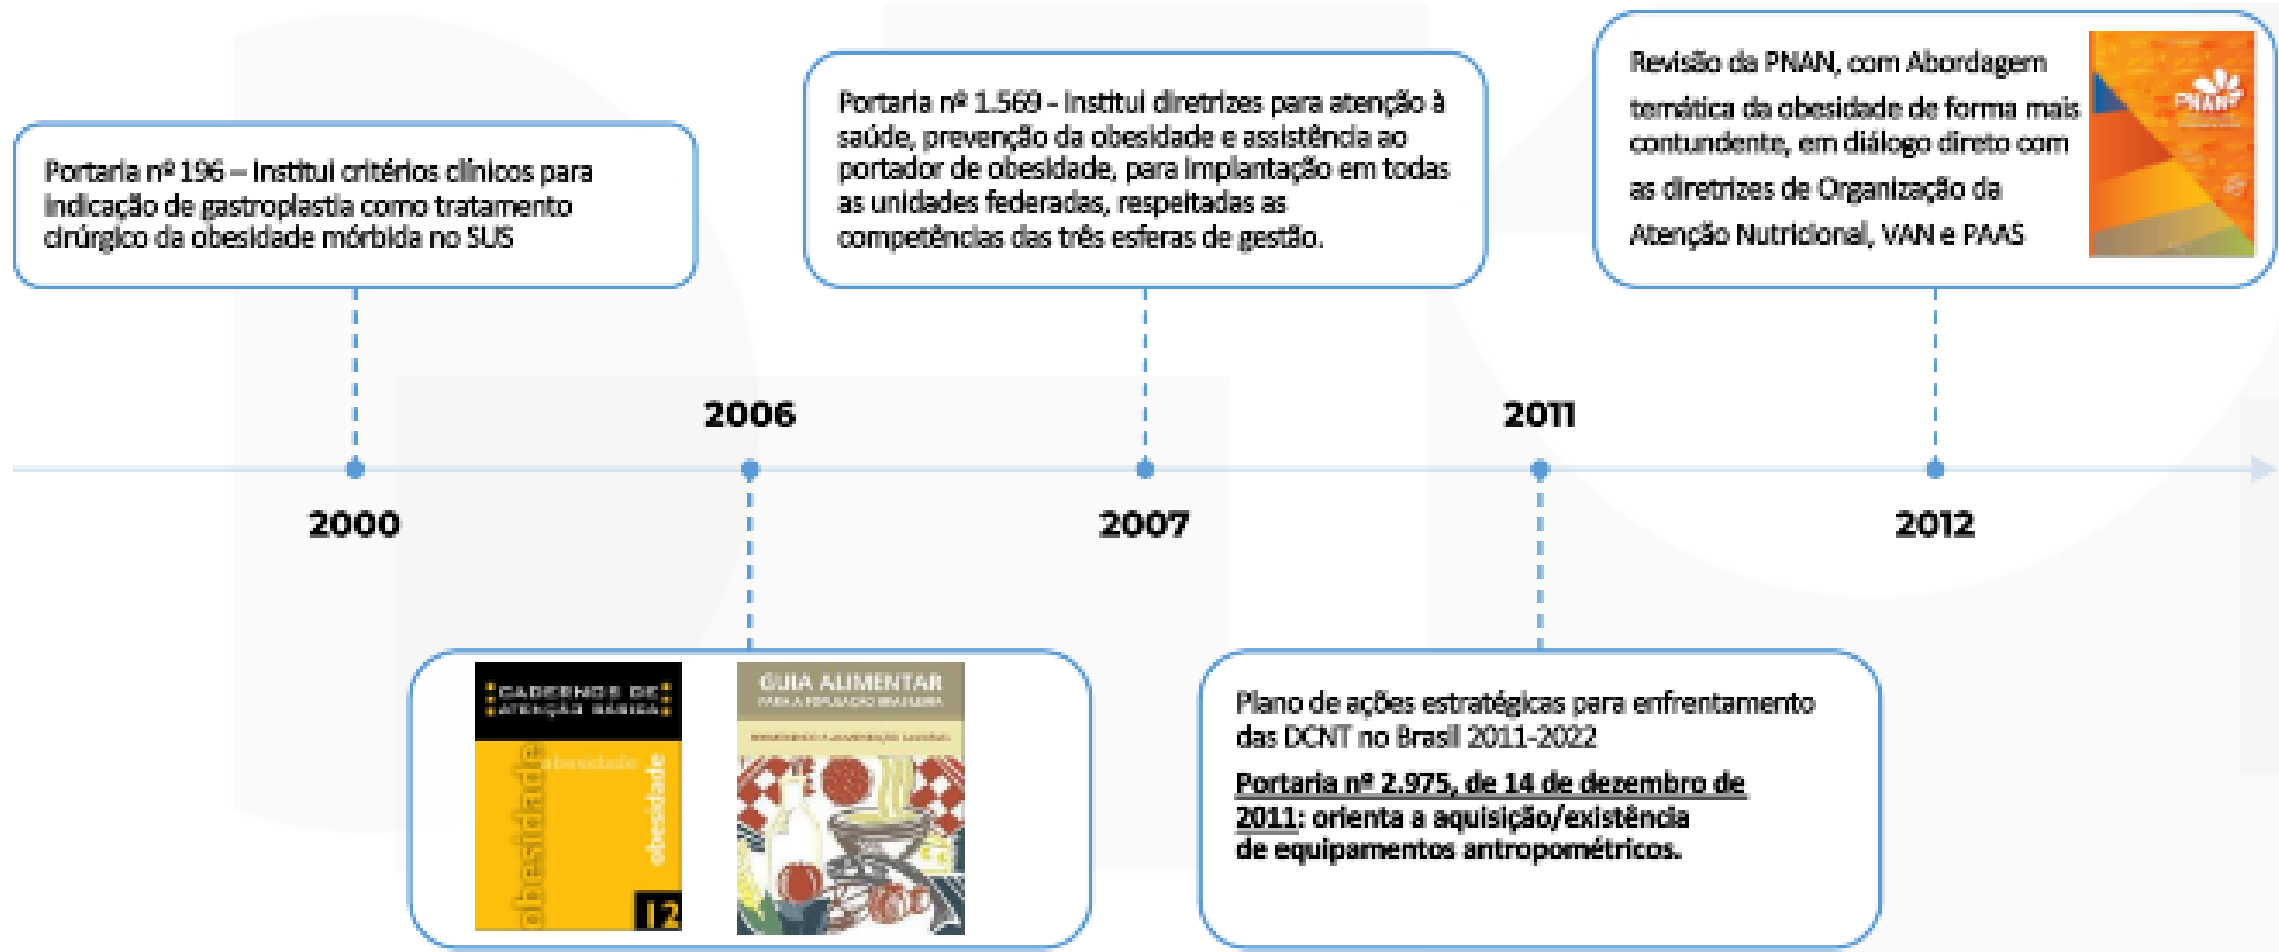 Portaria nº 196 – Institui critérios clínicos para
indicação de gastroplastia como tratamento
cirúrgico da obesidade mórbida no SUS
Portaria nº 1.569 - Institui diretrizes para atenção à
saúde, prevenção da obesidade e assistência ao
portador de obesidade, para implantação em todas
as unidades federadas, respeitadas as
competências das três esferas de gestão.
Revisão da PNAN, com Abordagem
temática da obesidade de forma mais
contundente, em diálogo direto com
as diretrizes de Organização da
Atenção Nutricional, VAN e PAAS
PNAN
2006
2011
2000
2007
2012
CADERNOS DE
ATENÇÃO BÁSICA
obesidade
obesidade
obesidade
12
GUIA ALIMENTAR
PARA A POPULAÇÃO BRASILEIRA
Plano de ações estratégicas para enfrentamento
das DCNT no Brasil 2011-2022
Portaria nº 2.975, de 14 de dezembro de
2011: orienta a aquisição/existência
de equipamentos antropométricos.